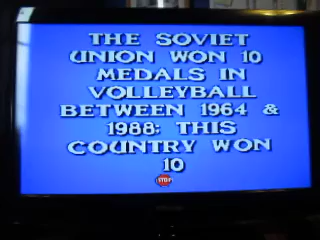 THE SOVIET
UNION WON 10
MEDALS IN
VOLLEYBALL
BETWEEN 1964 &
1988; THIS
COUNTRY WON
10
STOP